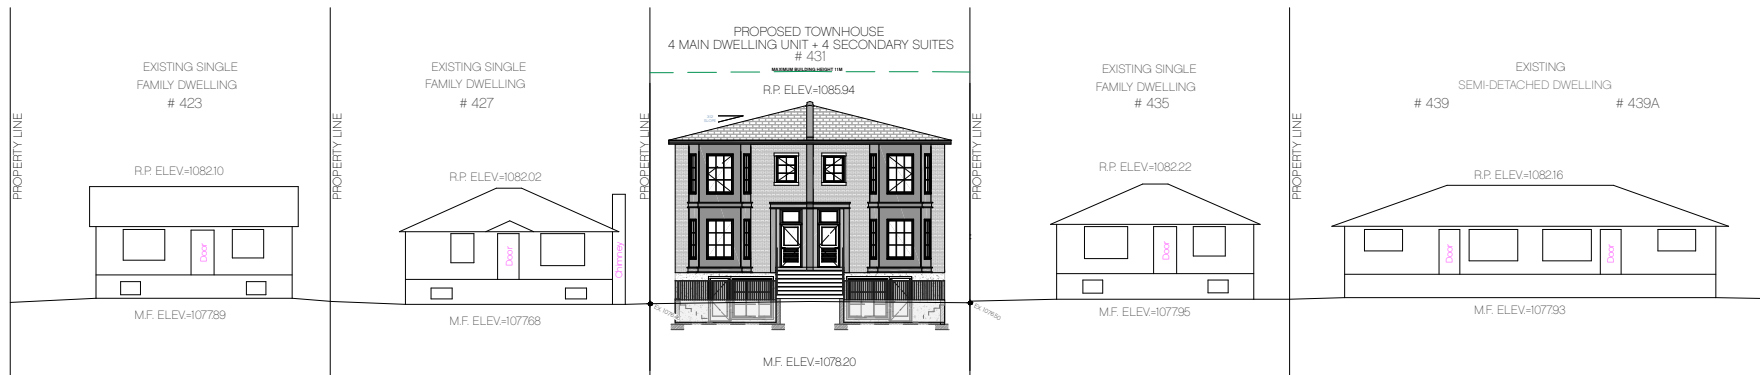 PROPERTY LINE
EXISTING SINGLE
FAMILY DWELLING
# 423
R.P. ELEV.=1082.10
Door
M.F. ELEV.=1077.89
PROPERTY LINE
EXISTING SINGLE
FAMILY DWELLING
# 427
R.P. ELEV.=1082.02
Door
Chimney
M.F. ELEV.=1077.68
PROPERTY LINE
PROPOSED TOWNHOUSE
4 MAIN DWELLING UNIT + 4 SECONDARY SUITES
# 431
MAXIMUM BUILDING HEIGHT 11M
R.P. ELEV.=1085.94
M.F. ELEV.=1078.20
PROPERTY LINE
EXISTING SINGLE
FAMILY DWELLING
# 435
R.P. ELEV.=1082.22
Door
M.F. ELEV.=1077.95
PROPERTY LINE
EXISTING
SEMI-DETACHED DWELLING
# 439
# 439A
R.P. ELEV.=1082.16
Door
Door
M.F. ELEV.=1077.93